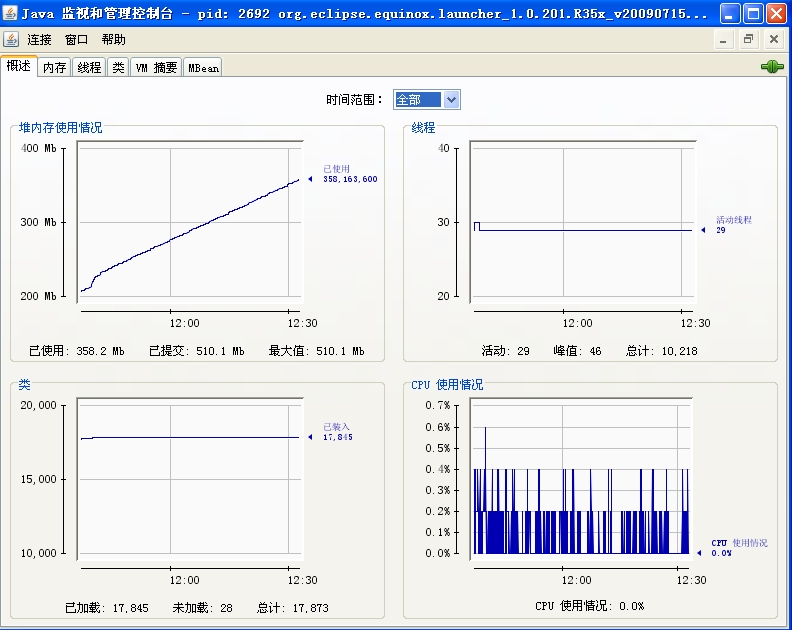 Java 监视和管理控制台 - pid: 2692 org.eclipse.equinox.launcher_1.0.201.R35x_v20090715...
连接 窗口 帮助
概述 内存 线程 类 VM 摘要 MBean
时间范围: 全部
堆内存使用情况
400 Mb
300 Mb
200 Mb
已使用
358,163,600
12:00 12:30
已使用: 358.2 Mb 已提交: 510.1 Mb 最大值: 510.1 Mb
线程
40
30
20
活动线程
29
12:00 12:30
活动: 29 峰值: 46 总计: 10,218
类
20,000
15,000
10,000
已装入
17,845
12:00 12:30
已加载: 17,845 未加载: 28 总计: 17,873
CPU 使用情况
0.7%
0.6%
0.5%
0.4%
0.3%
0.2%
0.1%
0.0%
CPU 使用情况
0.0%
12:00 12:30
CPU 使用情况: 0.0%